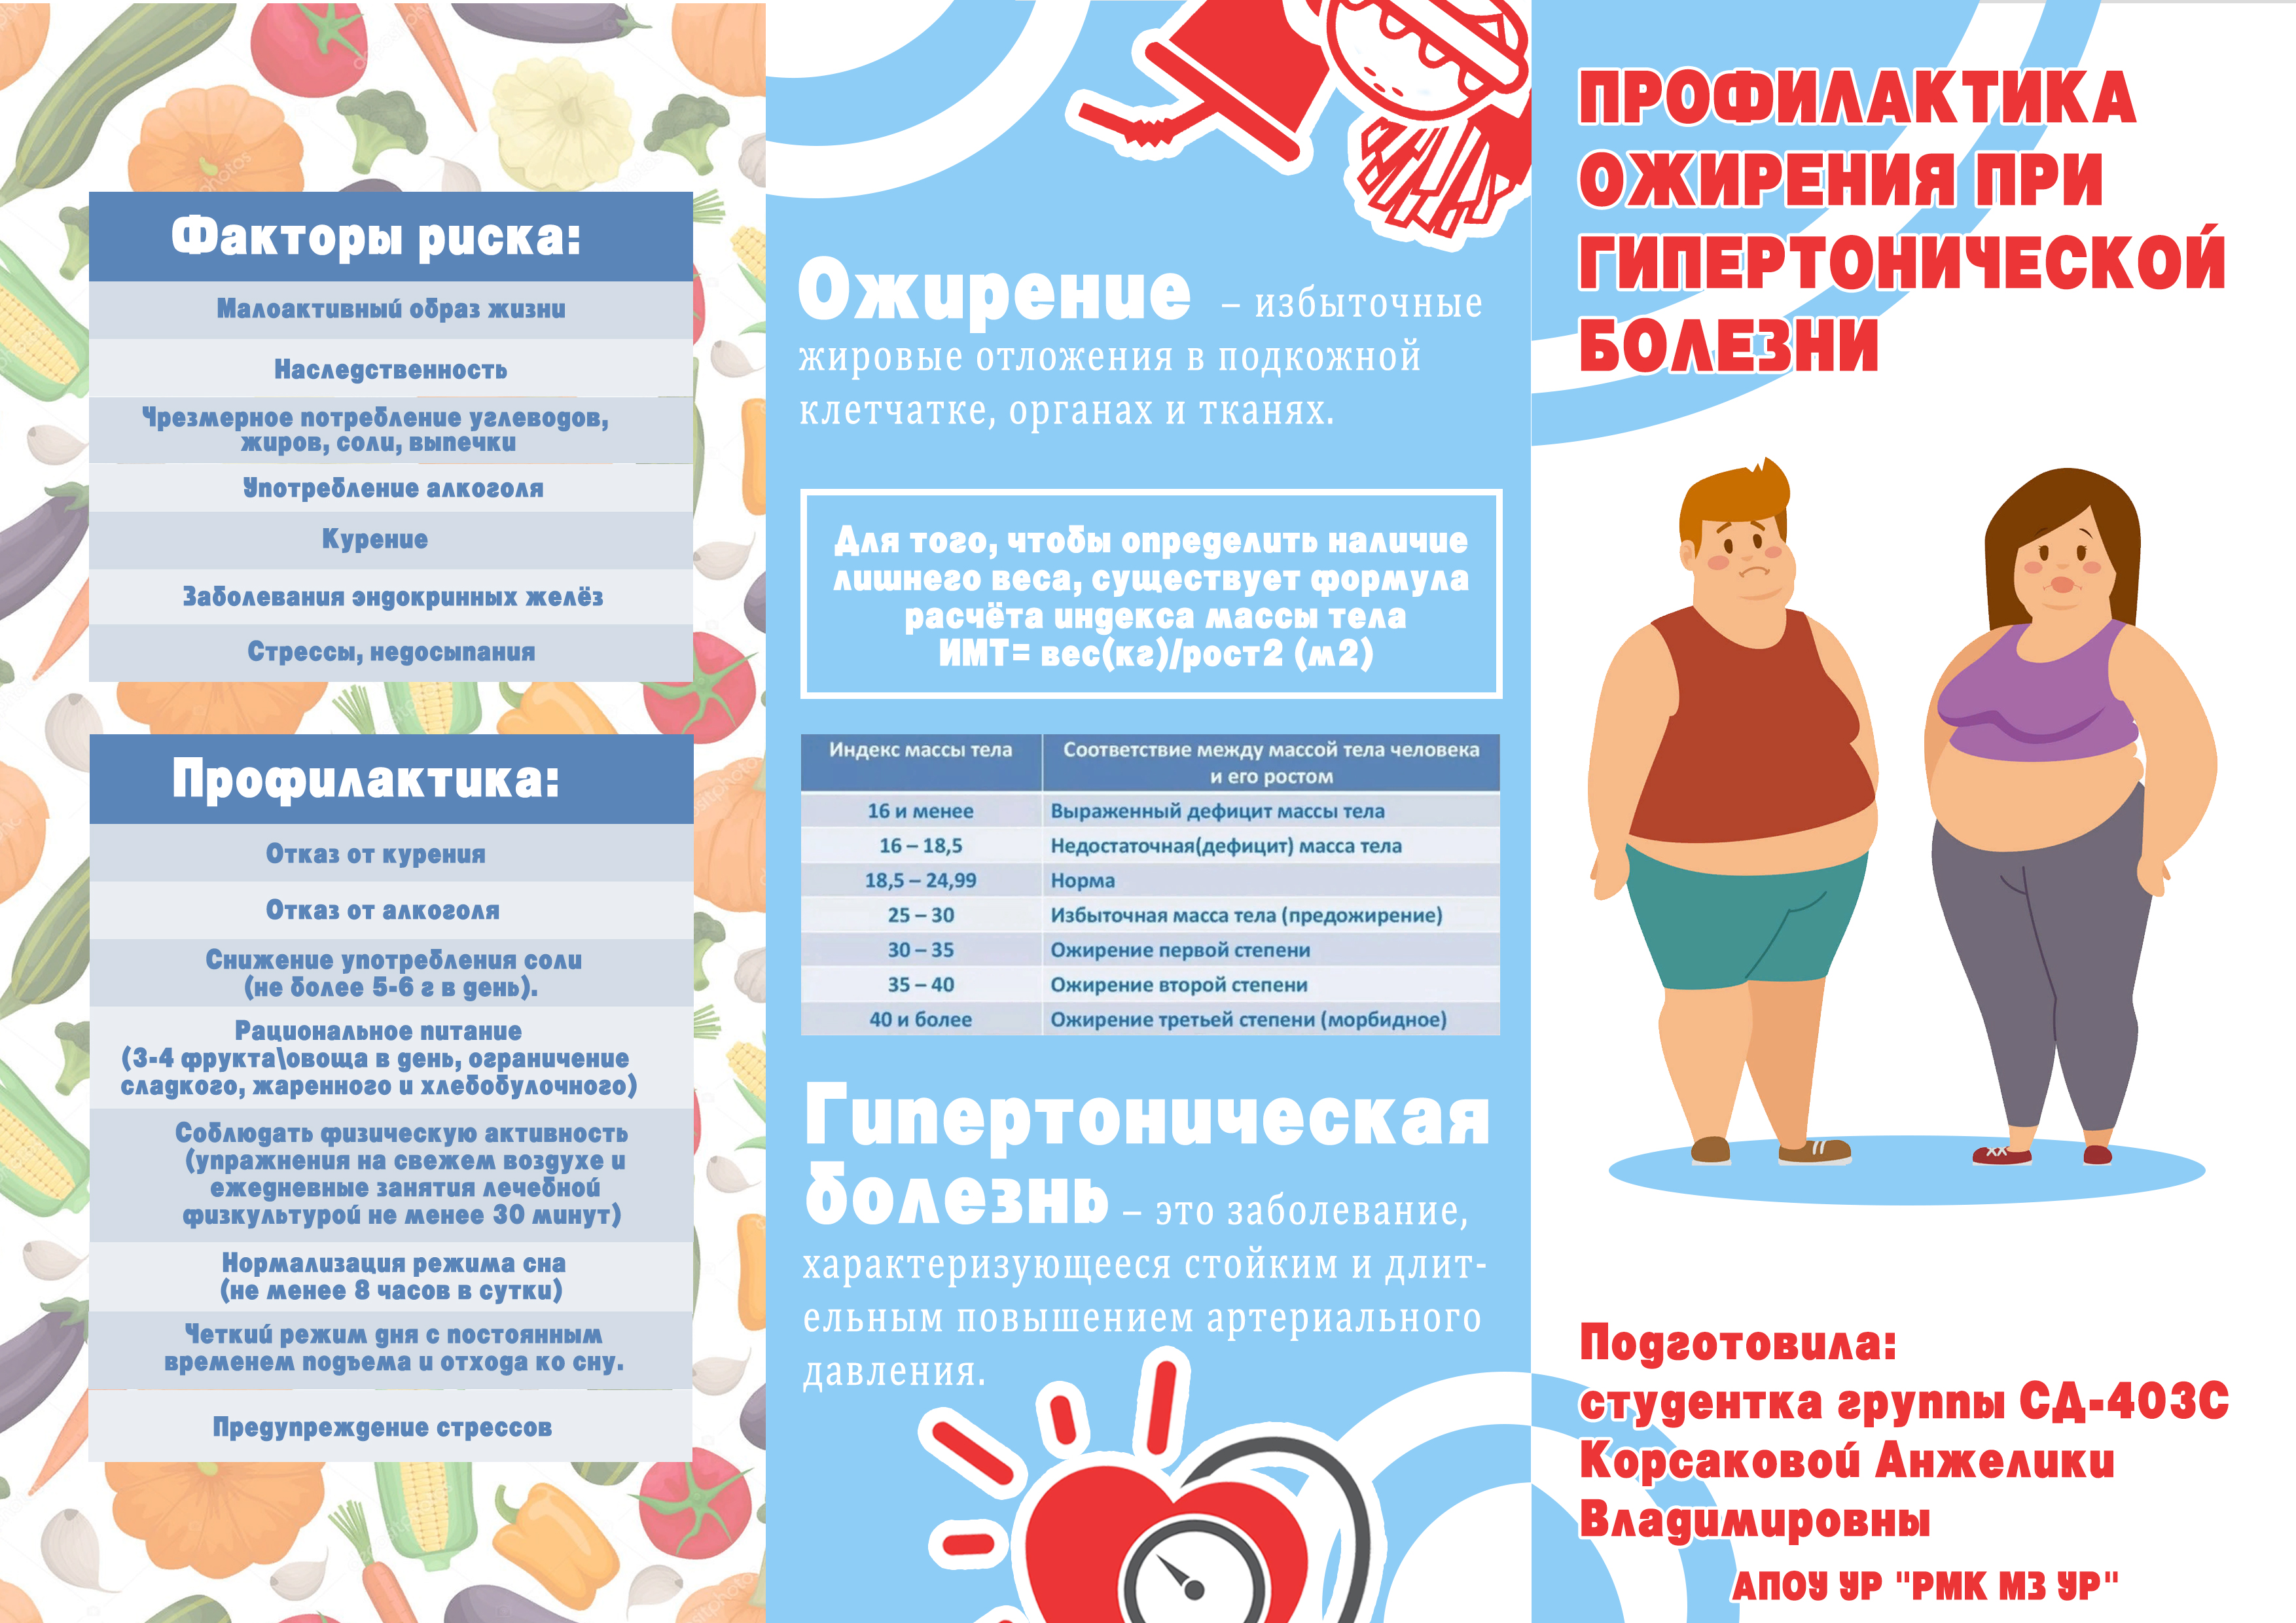 Факторы риска:
Малоактивный образ жизни
Наследственность
Чрезмерное потребление углеводов,
жиров, соли, выпечки
Употребление алкоголя
Курение
Заболевания эндокринных желёз
Стрессы, недосыпания
Профилактика:
Отказ от курения
Отказ от алкоголя
Снижение употребления соли
(не более 5-6 г в день).
Рациональное питание
(3-4 фрукта\овоща в день, ограничение
сладкого, жаренного и хлебобулочного)
Соблюдать физическую активность
(упражнения на свежем воздухе и
ежедневные занятия лечебной
физкультурой не менее 30 минут)
Нормализация режима сна
(не менее 8 часов в сутки)
Четкий режим дня с постоянным
временем подъема и отхода ко сну.
Предупреждение стрессов
Ожирение – избыточные
жировые отложения в подкожной
клетчатке, органах и тканях.
Для того, чтобы определить наличие
лишнего веса, существует формула
расчёта индекса массы тела
ИМТ= вес(кг)/рост2 (м2)
Индекс массы тела Соответствие между массой тела человека
и его ростом
16 и менее Выраженный дефицит массы тела
16 – 18,5 Недостаточная(дефицит) масса тела
18,5 – 24,99 Норма
25 – 30 Избыточная масса тела (предожирение)
30 – 35 Ожирение первой степени
35 – 40 Ожирение второй степени
40 и более Ожирение третьей степени (морбидное)
Гипертоническая
болезнь – это заболевание,
характеризующееся стойким и длит-
ельным повышением артериального
давления.
ПРОФИЛАКТИКА
ОЖИРЕНИЯ ПРИ
ГИПЕРТОНИЧЕСКОЙ
БОЛЕЗНИ
Подготовила:
студентка группы СД-403С
Корсаковой Анжелики
Владимировны
АПОУ УР "РМК МЗ УР"